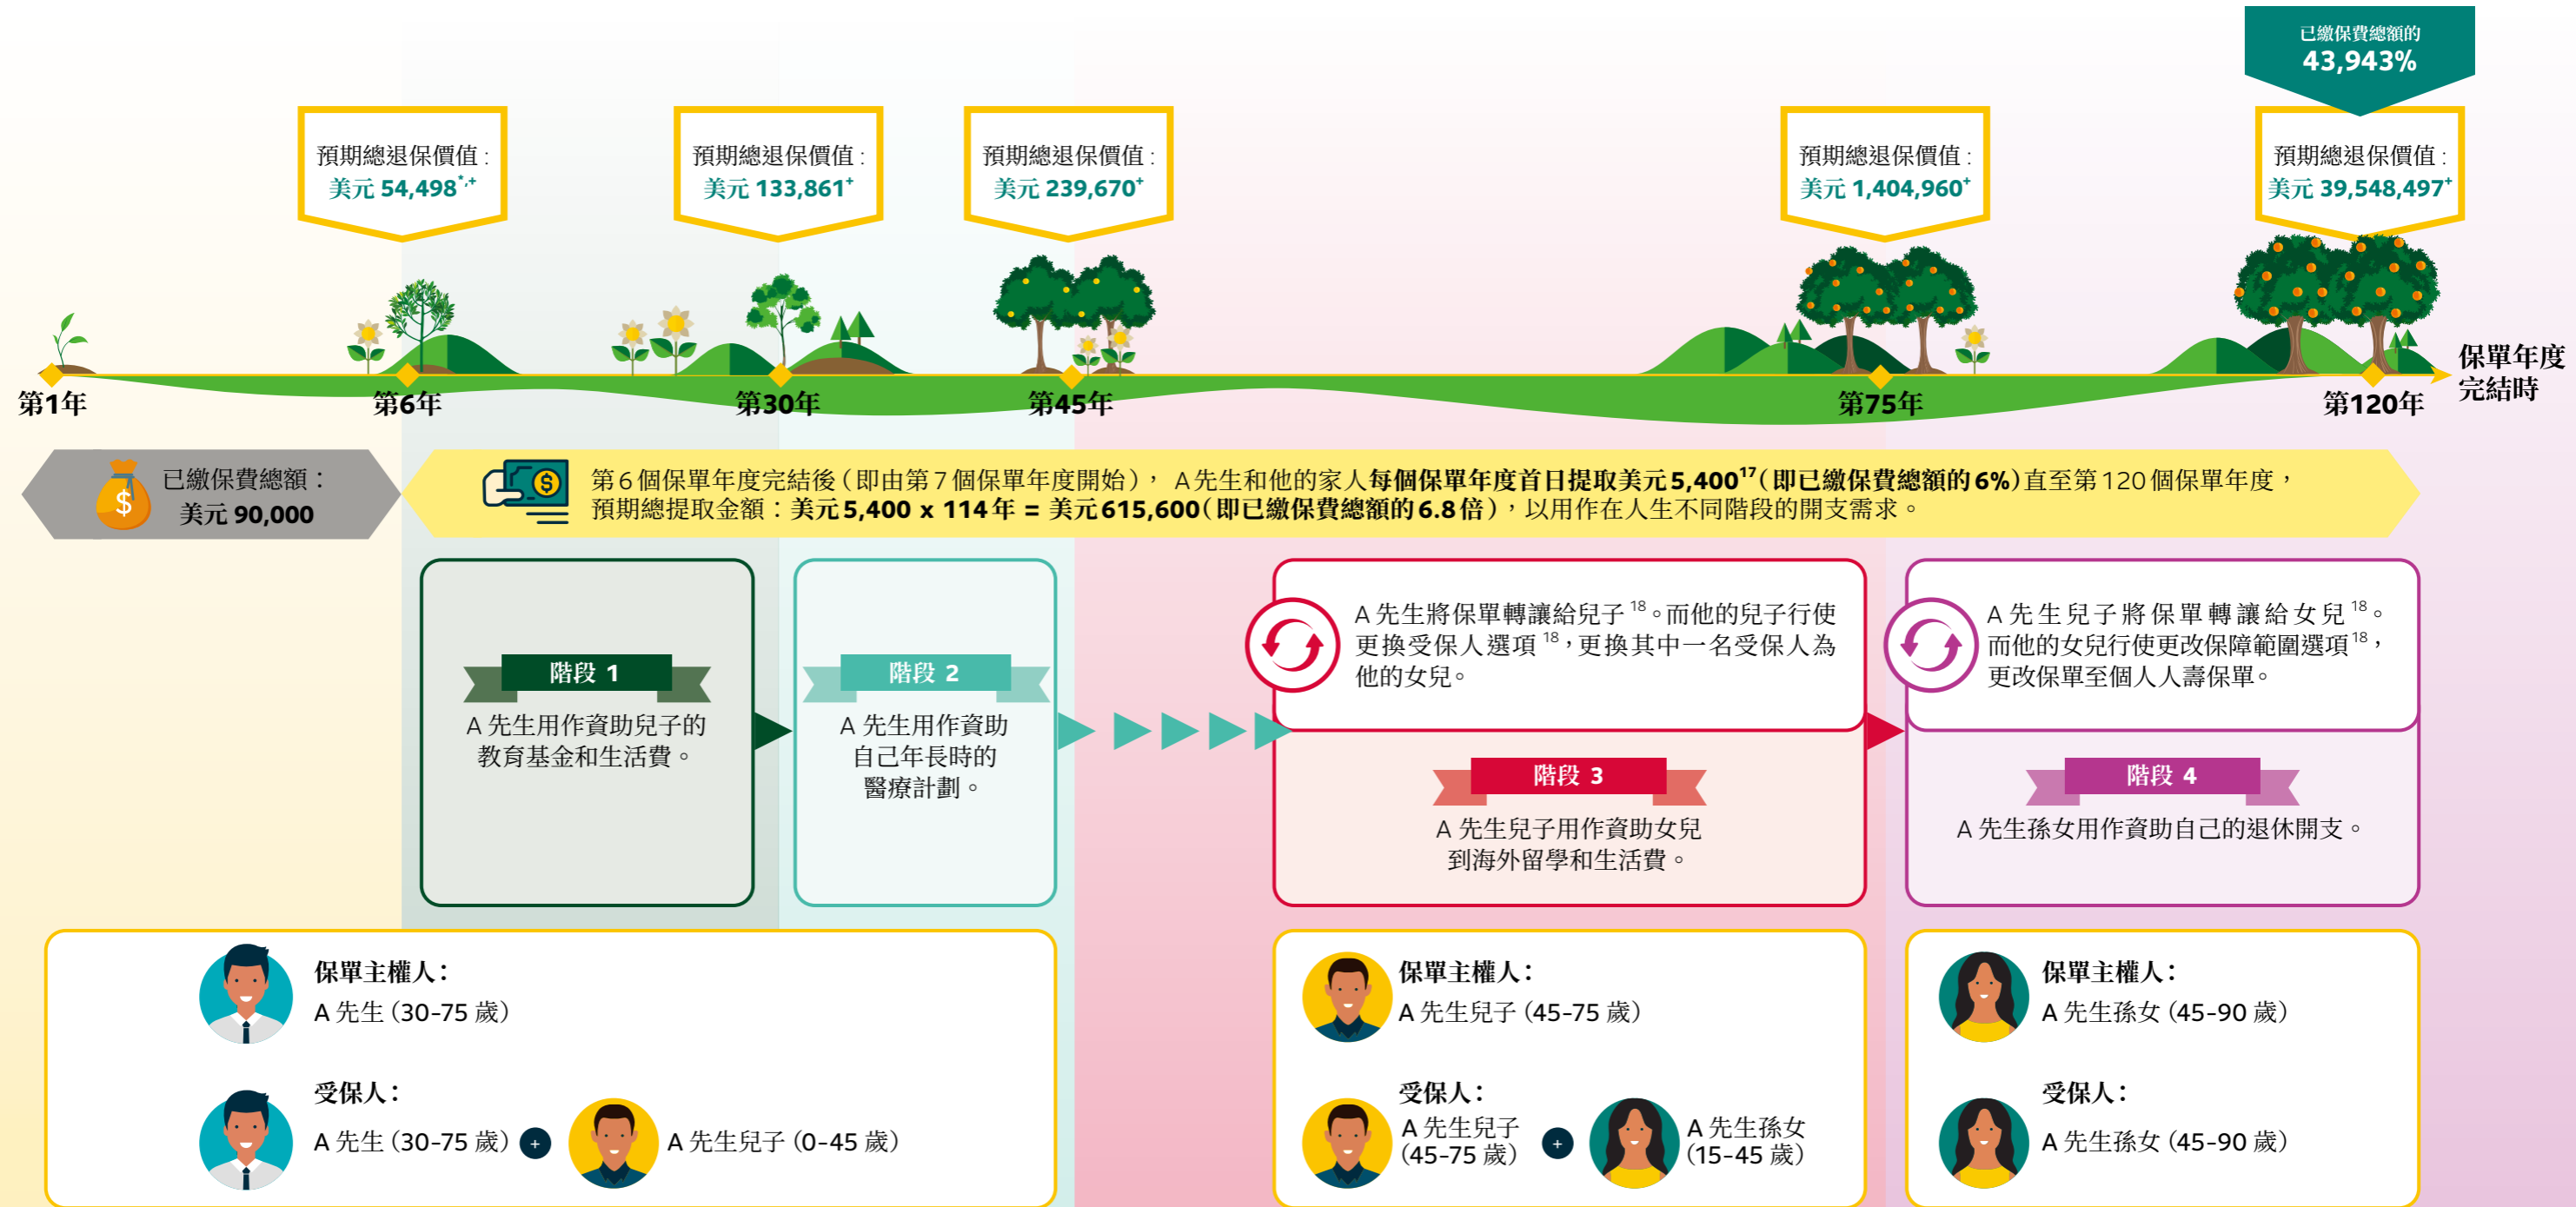 已繳保費總額的
43,943%
預期總退保價值:
美元 54,498*,+
預期總退保價值:
美元 133,861+
預期總退保價值:
美元 239,670+
預期總退保價值:
美元 1,404,960+
預期總退保價值:
美元 39,548,497+
第1年
第6年
第30年
第45年
第75年
第120年
保單年度
完結時
已繳保費總額：
美元 90,000
第6個保單年度完結後（即由第7個保單年度開始），A先生和他的家人每個保單年度首日提取美元5,400¹⁷（即已繳保費總額的6%）直至第120個保單年度，
預期總提取金額：美元5,400 x 114年 = 美元615,600（即已繳保費總額的6.8倍），以用作在人生不同階段的開支需求。
階段 1
A 先生用作資助兒子的
教育基金和生活費。
階段 2
A 先生用作資助
自己年長時的
醫療計劃。
A 先生將保單轉讓給兒子¹⁸。而他的兒子行使
更換受保人選項¹⁸，更換其中一名受保人為
他的女兒。
階段 3
A 先生兒子用作資助女兒
到海外留學和生活費。
A 先生兒子將保單轉讓給女兒¹⁸。
而他的女兒行使更改保障範圍選項¹⁸，
更改保單至個人人壽保單。
階段 4
A 先生孫女用作資助自己的退休開支。
保單主權人：
A 先生（30-75 歲）
受保人：
A 先生（30-75 歲）
+
A 先生兒子（0-45 歲）
保單主權人：
A 先生兒子（45-75 歲）
受保人：
A 先生兒子
（45-75 歲）
+
A 先生孫女
（15-45 歲）
保單主權人：
A 先生孫女（45-90 歲）
受保人：
A 先生孫女（45-90 歲）